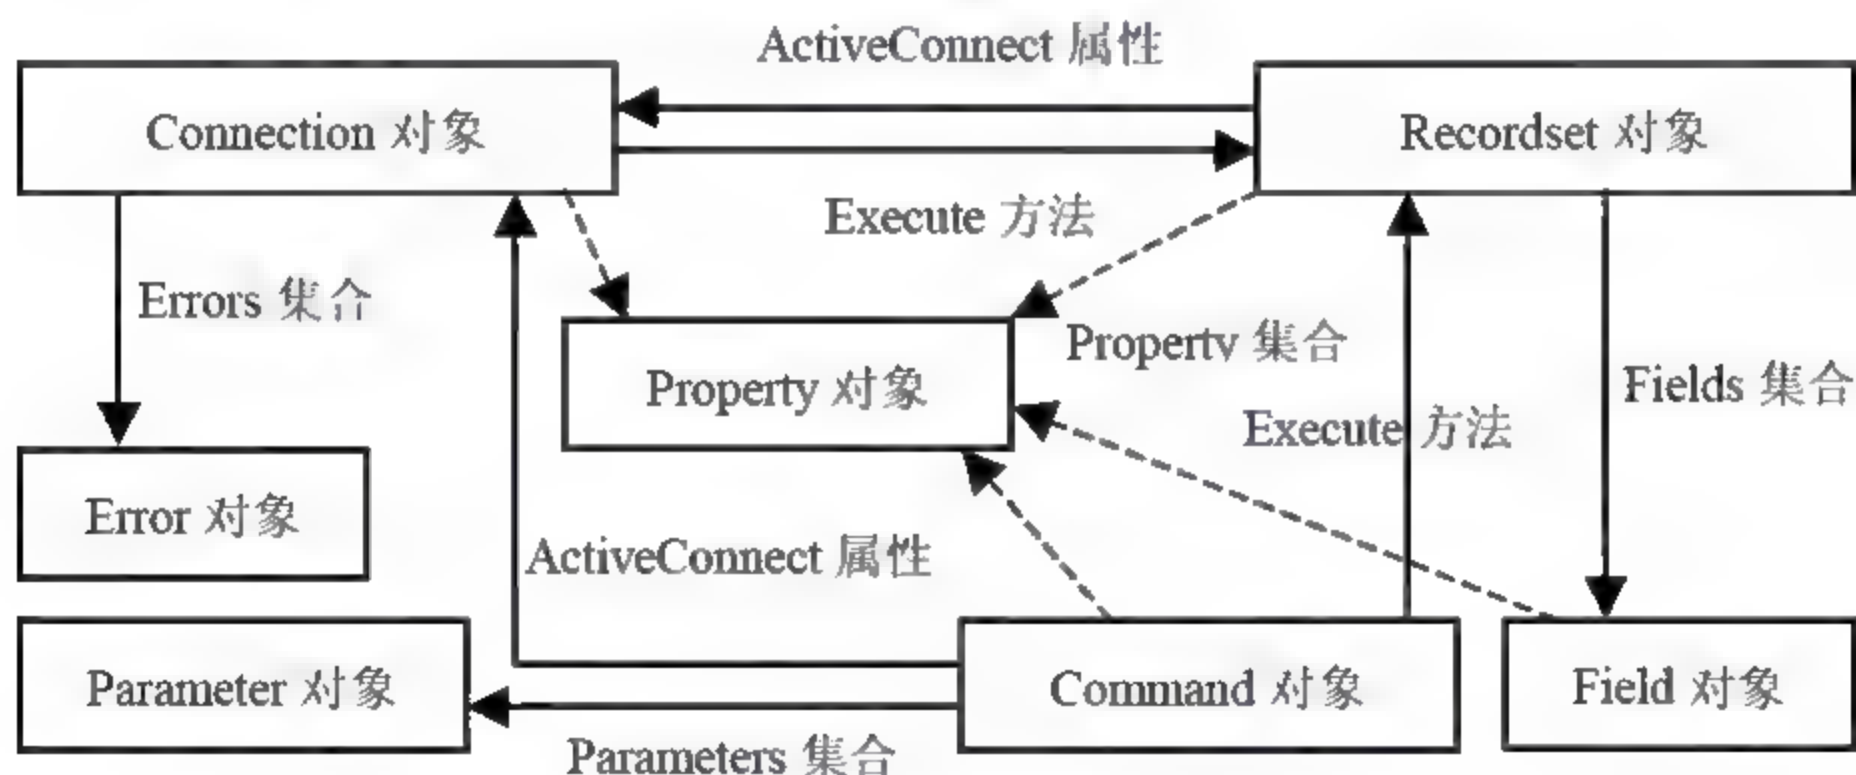 ActiveConnect 属性
Connection 对象
Recordset 对象
Execute 方法
Errors 集合
Property 集合
Property 对象
Fields 集合
Execute 方法
Error 对象
ActiveConnect 属性
Parameter 对象
Command 对象
Field 对象
Parameters 集合